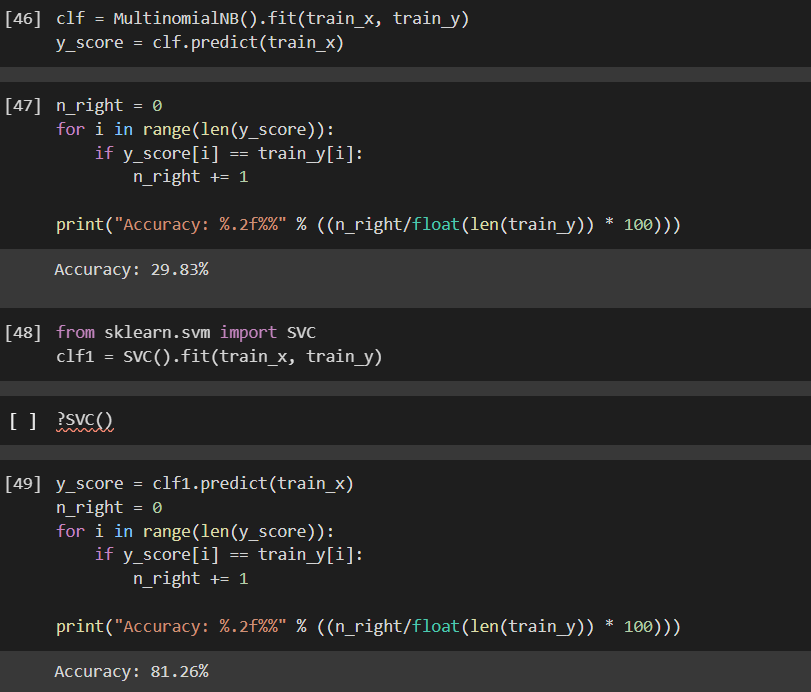 [46] clf = MultinomialNB().fit(train_x, train_y)
y_score = clf.predict(train_x)
[47] n_right = 0
for i in range(len(y_score)):
    if y_score[i] == train_y[i]:
        n_right += 1
print("Accuracy: %.2f%%" % ((n_right/float(len(train_y)) * 100)))
Accuracy: 29.83%
[48] from sklearn.svm import SVC
clf1 = SVC().fit(train_x, train_y)
[ ] ?SVC()
[49] y_score = clf1.predict(train_x)
n_right = 0
for i in range(len(y_score)):
    if y_score[i] == train_y[i]:
        n_right += 1
print("Accuracy: %.2f%%" % ((n_right/float(len(train_y)) * 100)))
Accuracy: 81.26%